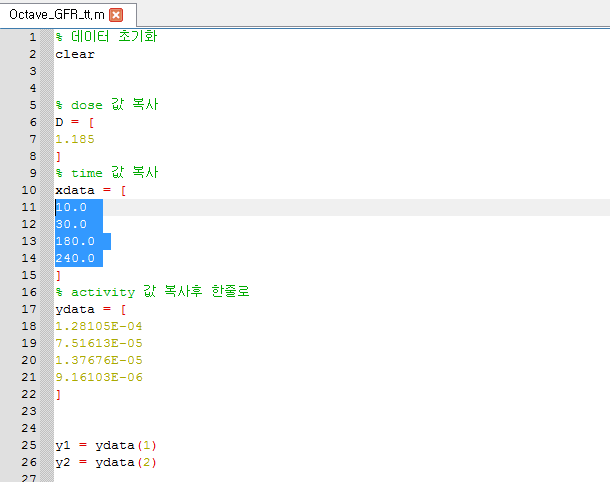 Octave_GFR_tt.m
1 % 데이터 초기화
2 clear
3
4
5 % dose 값 복사
6 D = [
7 1.185
8 ]
9 % time 값 복사
10 xdata = [
11 10.0
12 30.0
13 180.0
14 240.0
15 ]
16 % activity 값 복사후 한줄로
17 ydata = [
18 1.28105E-04
19 7.51613E-05
20 1.37676E-05
21 9.16103E-06
22 ]
23
24
25 y1 = ydata(1)
26 y2 = ydata(2)
27